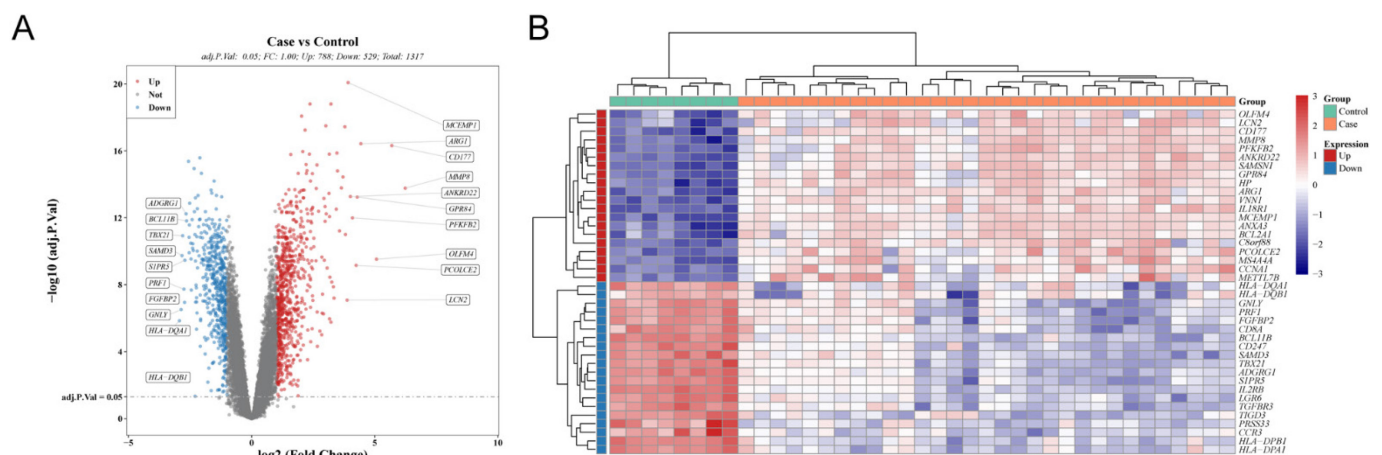 A
Case vs Control
adj.P.Val: 0.05; FC: 1.00; Up: 788; Down: 529; Total: 1317
Up
Not
Down
20
16
12
8
4
0
−log10 (adj.P.Val)
adj.P.Val = 0.05
MCEMP1
ARG1
CD177
MMP8
ANKRD22
GPR84
PFKFB2
OLFM4
PCOLCE2
LCN2
ADGRG1
BCL11B
TBX21
SAMD3
S1PR5
PRF1
FGFBP2
GNLY
HLA−DQA1
HLA−DQB1
−5
0
5
10
log2 (Fold Change)
B
Group
OLFM4
LCN2
CD177
MMP8
PFKFB2
ANKRD22
SAMSN1
GPR84
HP
ARG1
VNN1
IL18R1
MCEMP1
ANXA3
BCL2A1
C8orf88
PCOLCE2
MS4A4A
CCNA1
METTL7B
HLA−DQA1
HLA−DQB1
GNLY
PRF1
FGFBP2
CD8A
BCL11B
CD247
SAMD3
TBX21
ADGRG1
S1PR5
IL2RB
LGR6
TGFBR3
TIGD3
PRSS33
CCR3
HLA−DPB1
HLA−DPA1
3
2
1
0
−1
−2
−3
Group
Control
Case
Expression
Up
Down